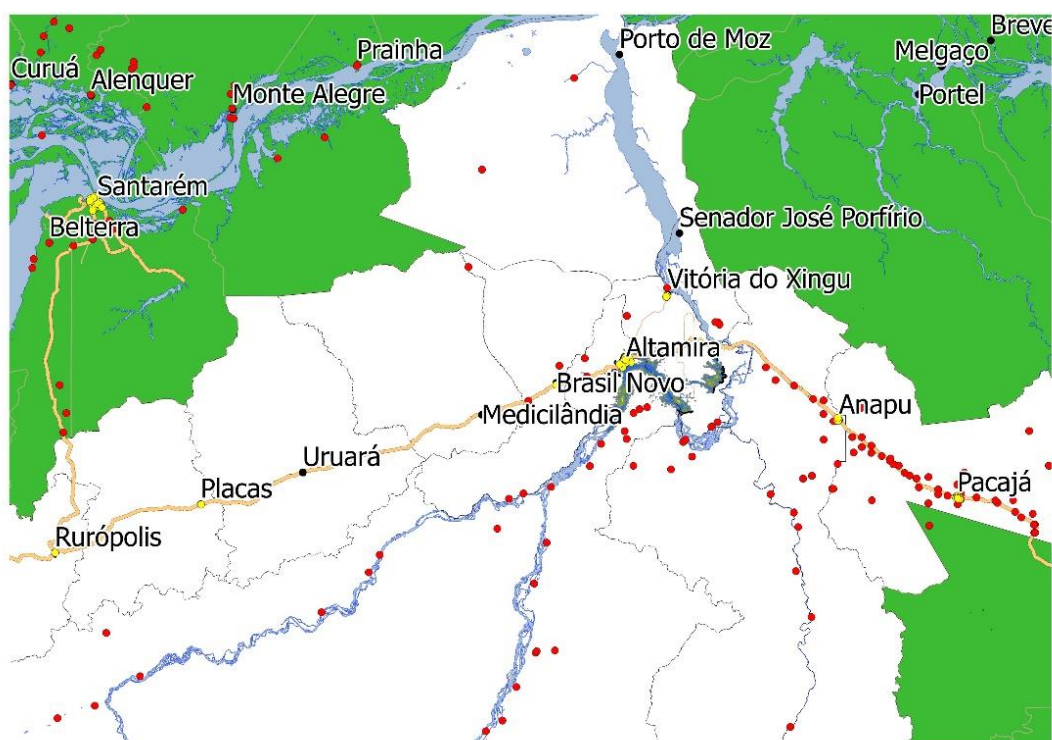 Breve
Porto de Moz
Prainha
Melgaço
Curuá
Alenquer
Monte Alegre
Portel
Santarém
Belterra
Senador José Porfírio
Vitória do Xingu
Altamira
Brasil Novo
Medicilândia
Anapu
Uruará
Placas
Pacajá
Rurópolis